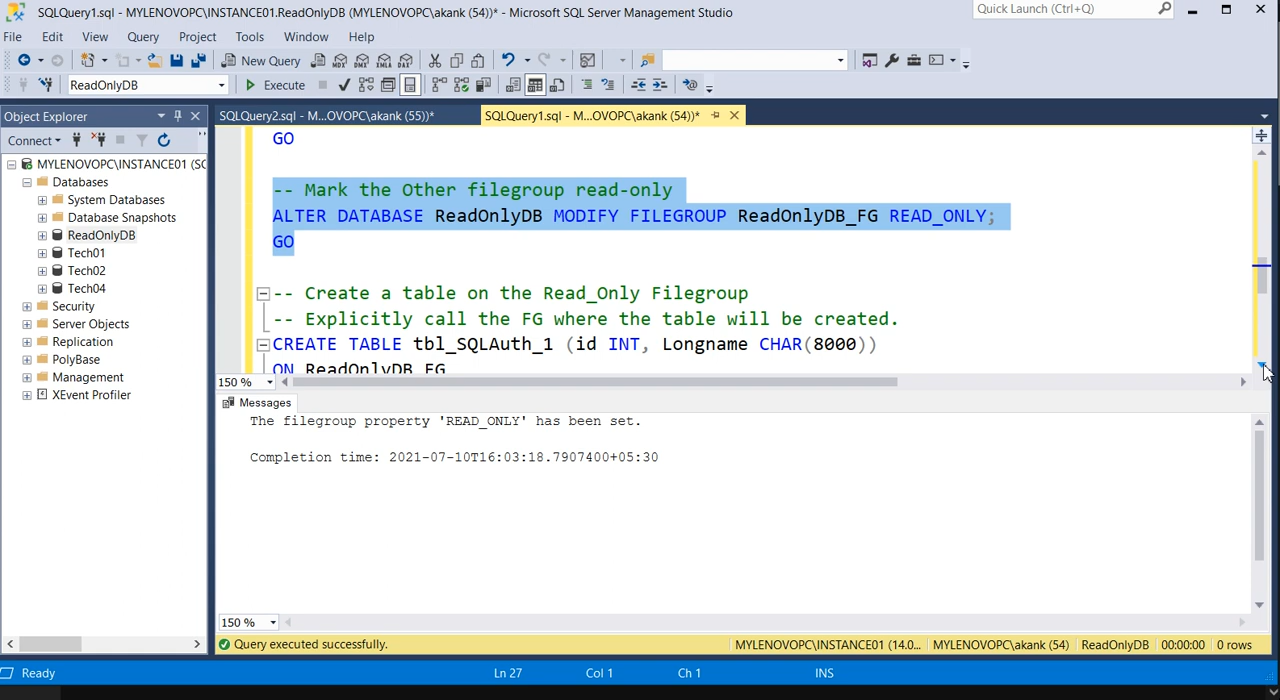 SQLQuery1.sql - MYLENOVOPC\INSTANCE01.ReadOnlyDB (MYLENOVOPC\akank (54))* - Microsoft SQL Server Management Studio
Quick Launch (Ctrl+Q)
File Edit View Query Project Tools Window Help
New Query
ReadOnlyDB
Execute
Object Explorer
SQLQuery2.sql - M...OVOPC\akank (55))*
SQLQuery1.sql - M...OVOPC\akank (54))*
Connect
MYLENOVOPC\INSTANCE01 (SC
Databases
System Databases
Database Snapshots
ReadOnlyDB
Tech01
Tech02
Tech04
Security
Server Objects
Replication
PolyBase
Management
XEvent Profiler
GO
-- Mark the Other filegroup read-only
ALTER DATABASE ReadOnlyDB MODIFY FILEGROUP ReadOnlyDB_FG READ_ONLY;
GO
-- Create a table on the Read_Only Filegroup
-- Explicitly call the FG where the table will be created.
CREATE TABLE tbl_SQLAuth_1 (id INT, Longname CHAR(8000))
ON ReadOnlyDB_FG
150 %
Messages
The filegroup property 'READ_ONLY' has been set.
Completion time: 2021-07-10T16:03:18.7907400+05:30
150 %
Query executed successfully.
MYLENOVOPC\INSTANCE01 (14.0... MYLENOVOPC\akank (54) ReadOnlyDB 00:00:00 0 rows
Ready
Ln 27 Col 1 Ch 1 INS